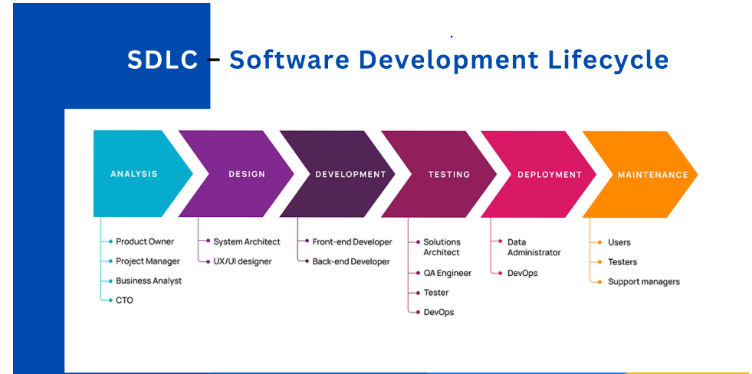 SDLC – Software Development Lifecycle
ANALYSIS
DESIGN
DEVELOPMENT
TESTING
DEPLOYMENT
MAINTENANCE
Product Owner
Project Manager
Business Analyst
CTO
System Architect
UX/UI designer
Front-end Developer
Back-end Developer
Solutions
Architect
QA Engineer
Tester
DevOps
Data
Administrator
DevOps
Users
Testers
Support managers